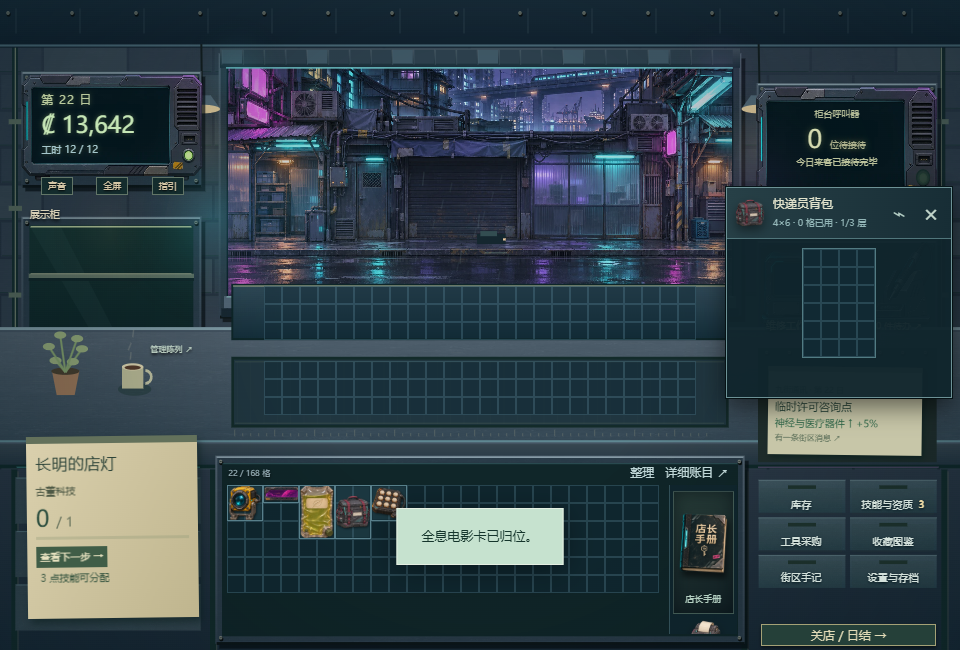 第 22 日
₡ 13,642
工时 12 / 12
声音
全屏
指引
展示柜
管理陈列 ↗
柜台呼叫器
0 位待接待
今日来客已接待完毕
快递员背包
4×6 · 0 格已用 · 1/3 层
临时许可咨询点
神经与医疗器件↑ +5%
有一条街区消息 ↗
长明的店灯
古董科技
0 / 1
查看下一步 →
3 点技能可分配
22 / 168 格
整理
详细账目 ↗
全息电影卡已归位。
店长
手册
店长手册
库存
技能与资质 3
工具采购
收藏图鉴
街区手记
设置与存档
关店 / 日结 →